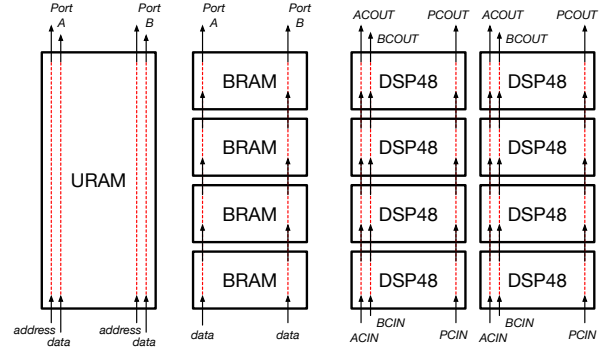 Port A
Port B
Port A
Port B
ACOUT
BCOUT
PCOUT
ACOUT
BCOUT
PCOUT
URAM
BRAM
BRAM
BRAM
BRAM
DSP48
DSP48
DSP48
DSP48
DSP48
DSP48
DSP48
DSP48
address
data
address
data
data
data
ACIN
BCIN
PCIN
ACIN
BCIN
PCIN